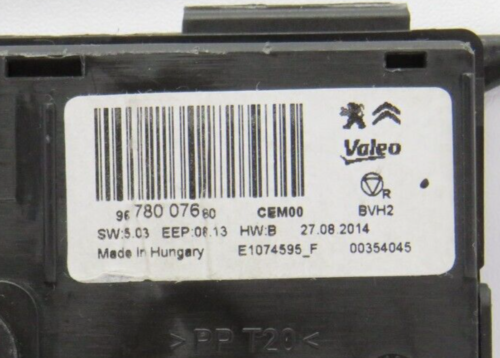 Valeo
R
96 780 076 80 CEM00 BVH2
SW:5.03 EEP:08.13 HW:B 27.08.2014
Made in Hungary E1074595_F 00354045
>PP T20<